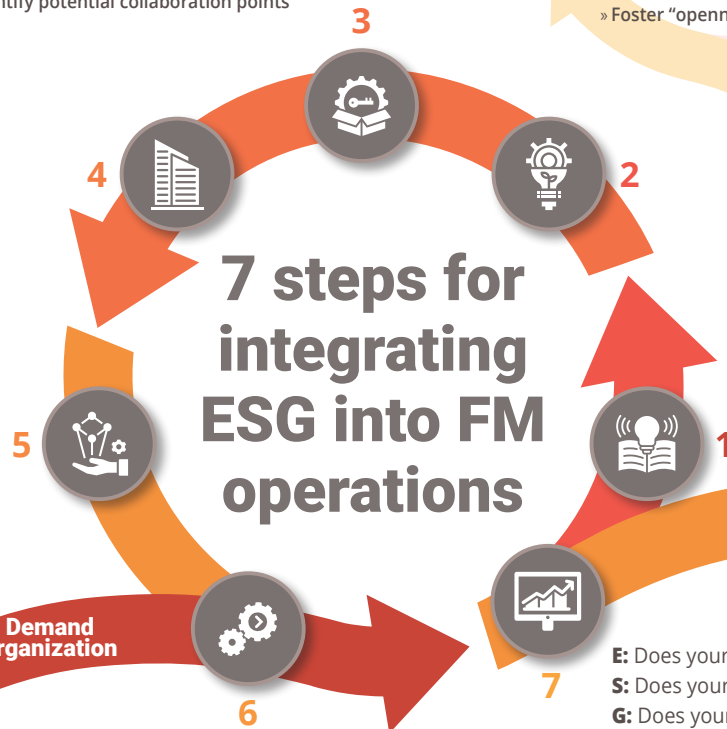 ntify potential collaboration points
» Foster “openn
3
4
2
7 steps for
integrating
ESG into FM
operations
5
1
Demand
rganization
E: Does your
S: Does your
G: Does your
7
6